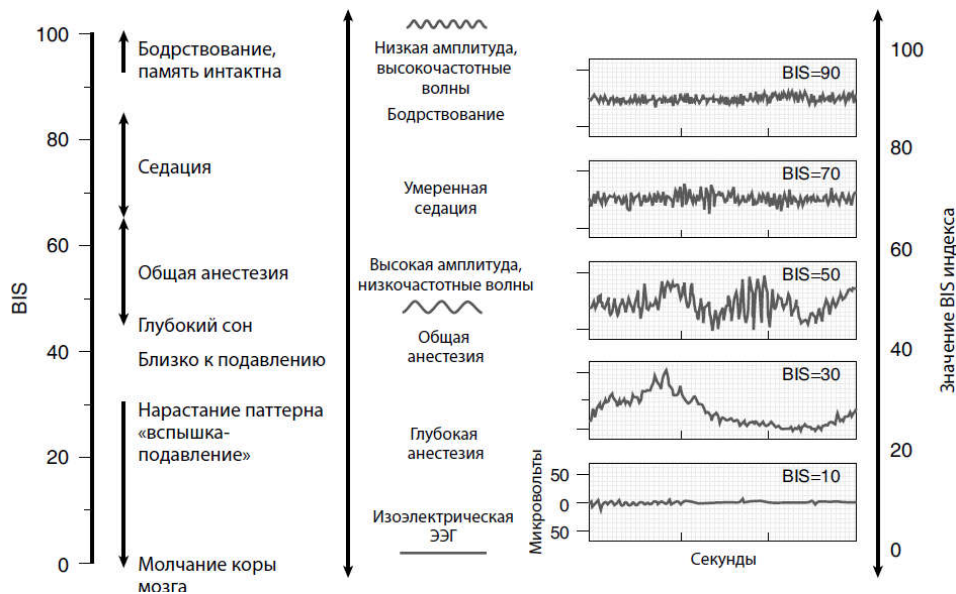 BIS
100
80
60
40
20
0
Бодрствование,
память интактна
Седация
Общая анестезия
Глубокий сон
Близко к подавлению
Нарастание паттерна
«вспышка-
подавление»
Молчание коры
мозга
Низкая амплитуда,
высокочастотные
волны
Бодрствование
Умеренная
седация
Высокая амплитуда,
низкочастотные волны
Общая
анестезия
Глубокая
анестезия
Изоэлектрическая
ЭЭГ
BIS=90
BIS=70
BIS=50
BIS=30
BIS=10
Микровольты
50
0
50
Секунды
100
80
60
40
20
0
Значение BIS индекса